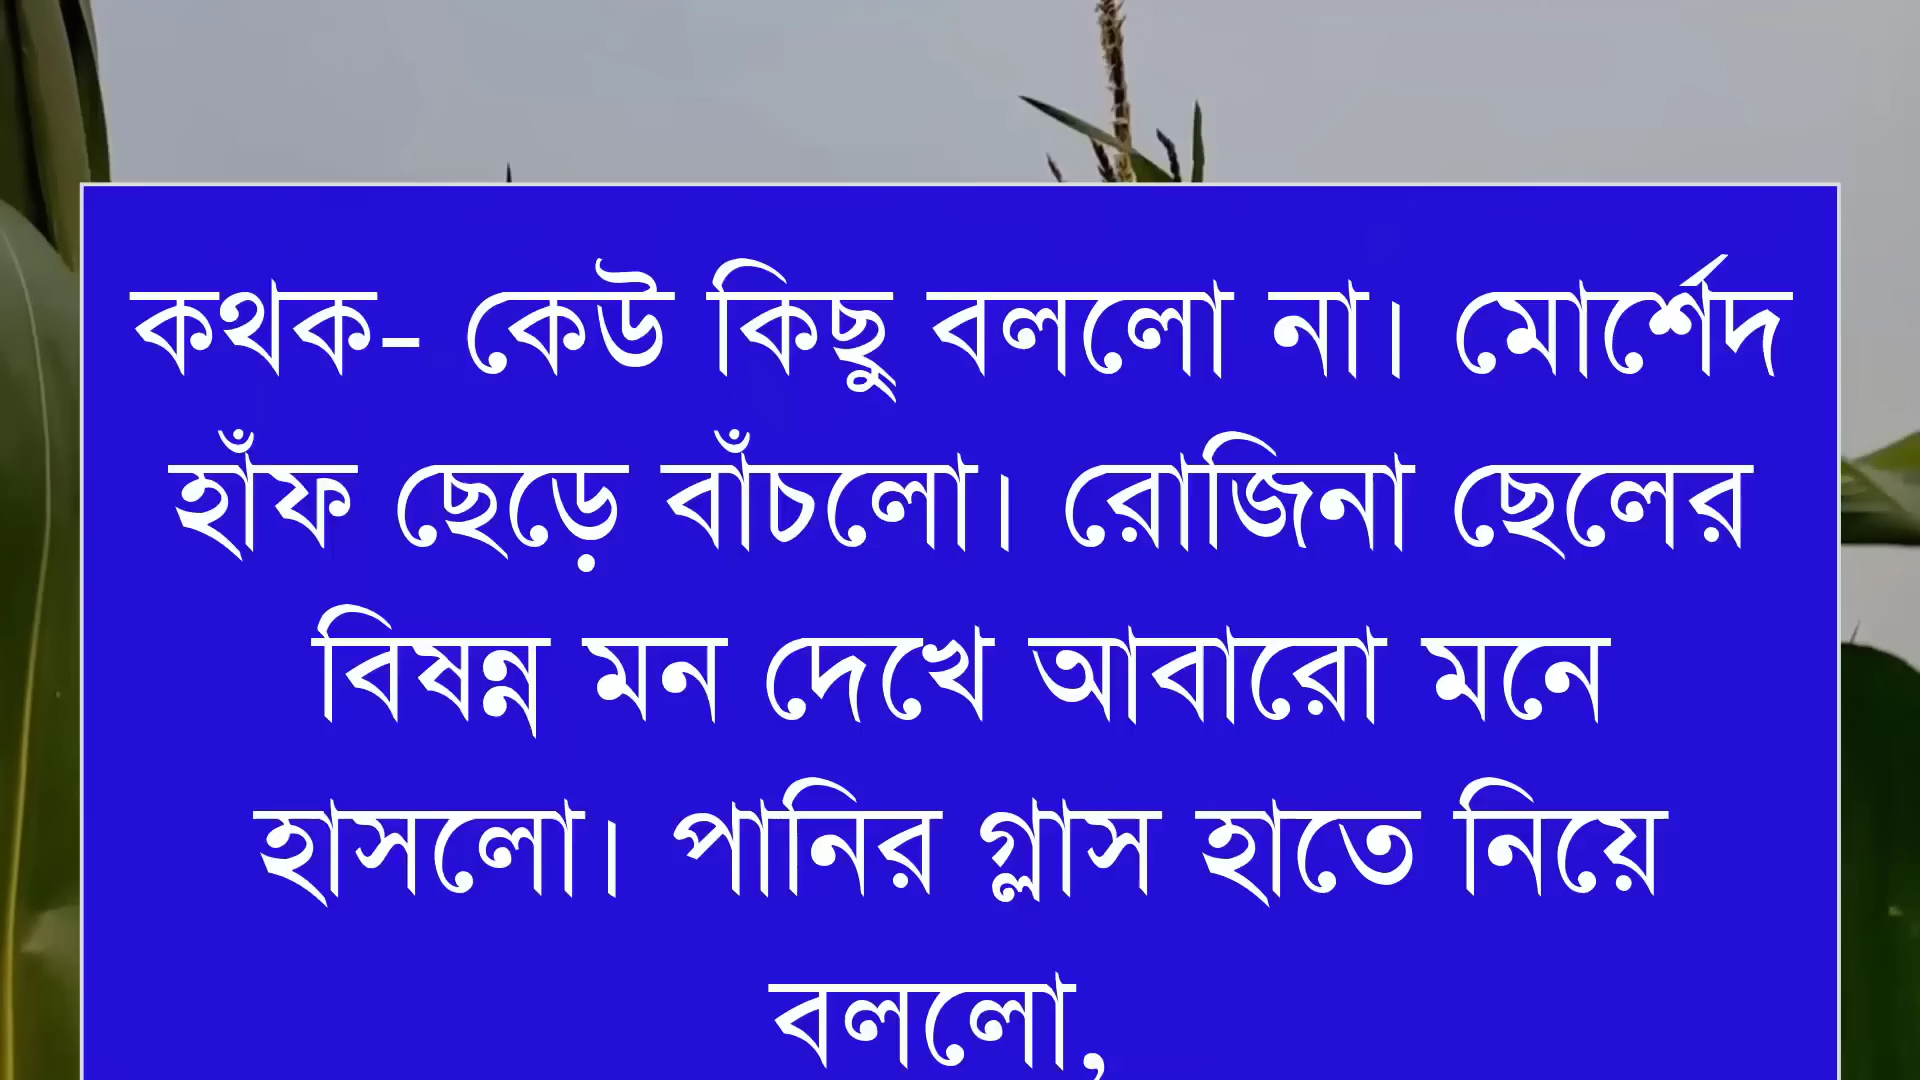 কথক- কেউ কিছু বললো না। মোর্শেদ
হাঁফ ছেড়ে বাঁচলো। রোজিনা ছেলের
বিষন্ন মন দেখে আবারো মনে
হাসলো। পানির গ্লাস হাতে নিয়ে
বললো,